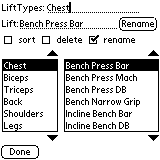 LiftTypes: Chest
Lift: Bench Press Bar Rename
sort delete rename
Chest Bench Press Bar
Biceps Bench Press Mach
Triceps Bench Press DB
Back Bench Narrow Grip
Shoulders Incline Bench Bar
Legs Incline Bench DB
Done